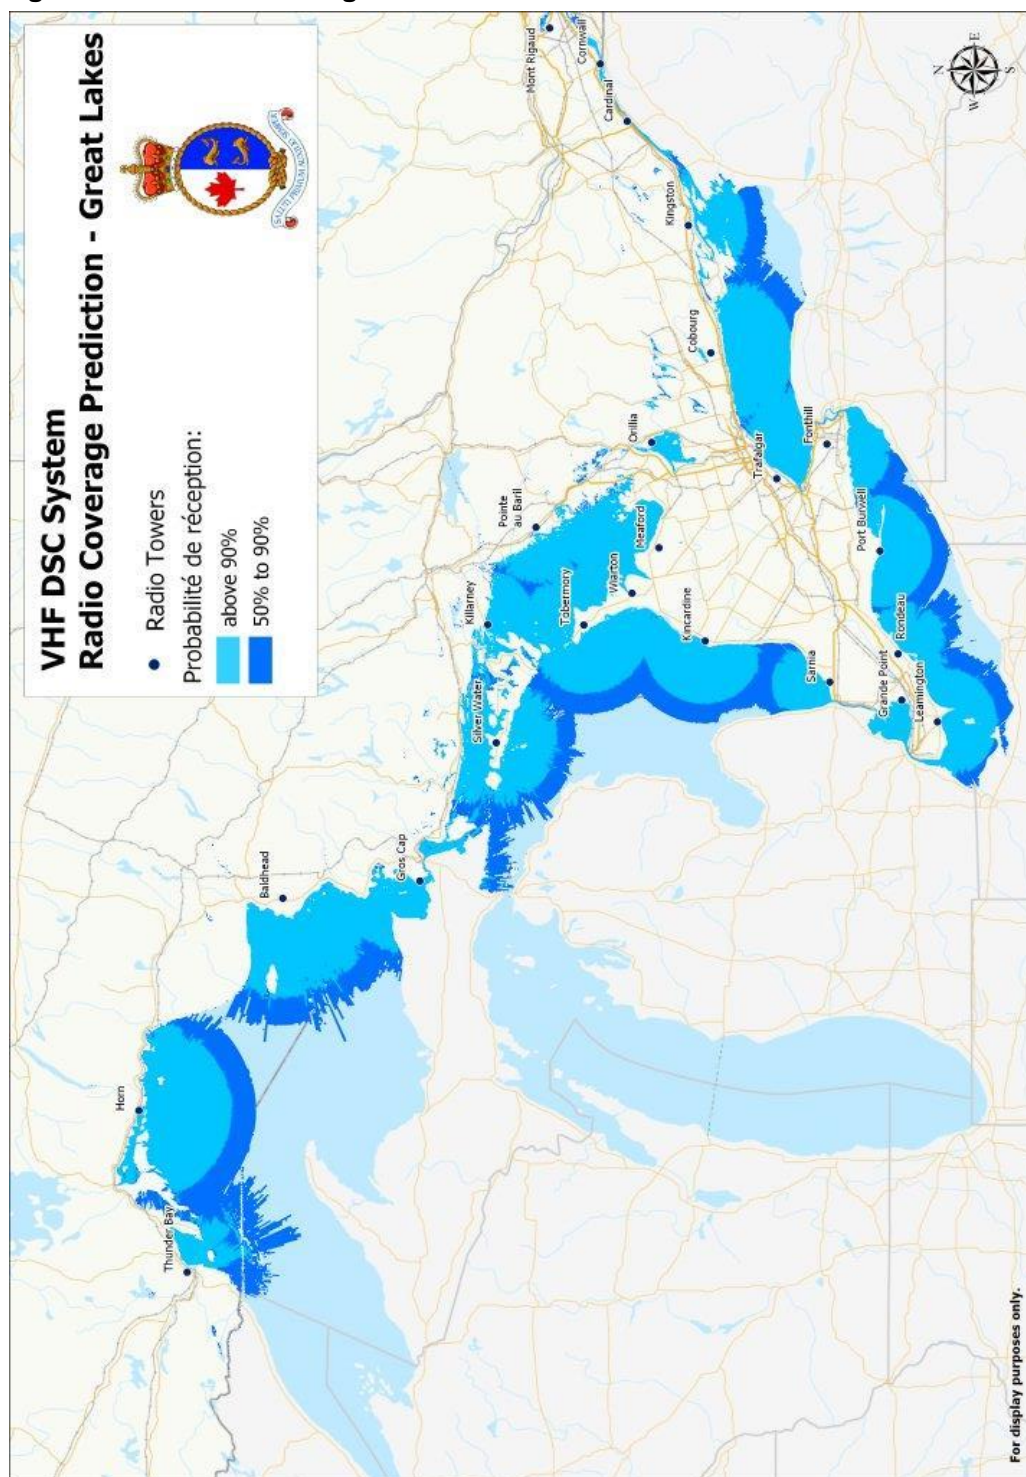 VHF DSC System
Radio Coverage Prediction - Great Lakes
Radio Towers
Probabilité de réception:
above 90%
50% to 90%
Thunder Bay
Horn
Baldhead
Gros Cap
Silver Water
Killarney
Pointe
au Baril
Tobermory
Wiarton
Meaford
Orillia
Kincardine
Sarnia
Grande Point
Leamington
Rondeau
Port Burwell
Trafalgar
Fonthill
Cobourg
Kingston
Cardinal
Cornwall
Mont Rigaud
N
E
W
S
For display purposes only.